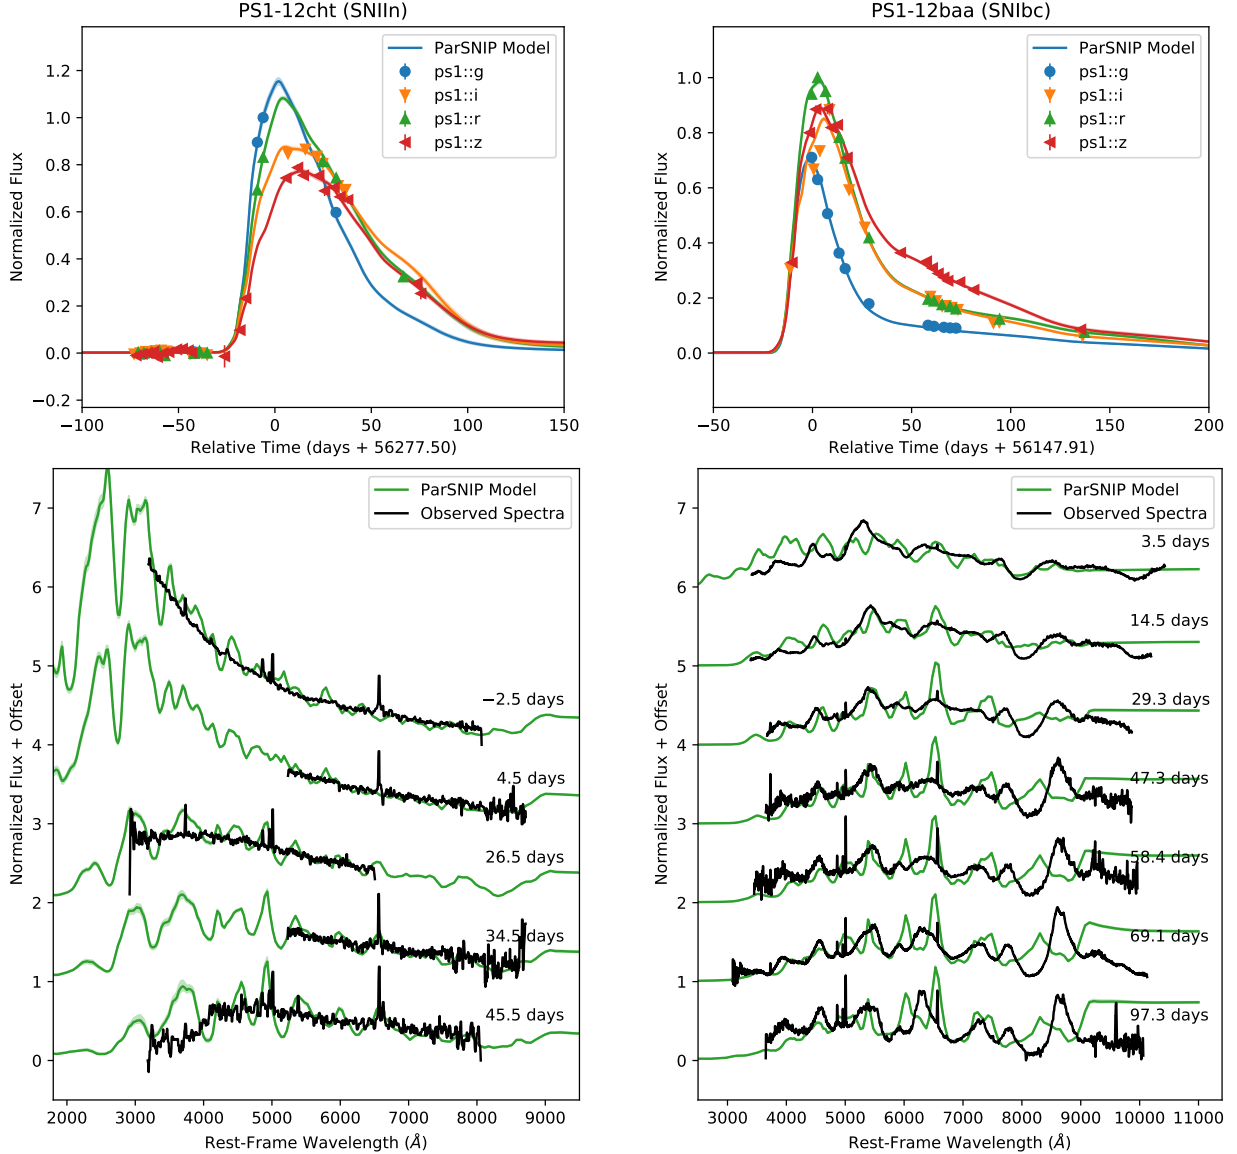 PS1-12cht (SNIIn)
ParSNIP Model
ps1::g
ps1::i
ps1::r
ps1::z
Normalized Flux
1.2
1.0
0.8
0.6
0.4
0.2
0.0
−0.2
−100
−50
0
50
100
150
Relative Time (days + 56277.50)
PS1-12baa (SNIbc)
ParSNIP Model
ps1::g
ps1::i
ps1::r
ps1::z
Normalized Flux
1.0
0.8
0.6
0.4
0.2
0.0
−50
0
50
100
150
200
Relative Time (days + 56147.91)
ParSNIP Model
Observed Spectra
−2.5 days
4.5 days
26.5 days
34.5 days
45.5 days
Normalized Flux + Offset
7
6
5
4
3
2
1
0
2000
3000
4000
5000
6000
7000
8000
9000
Rest-Frame Wavelength (Å)
ParSNIP Model
Observed Spectra
3.5 days
14.5 days
29.3 days
47.3 days
58.4 days
69.1 days
97.3 days
Normalized Flux + Offset
7
6
5
4
3
2
1
0
3000
4000
5000
6000
7000
8000
9000
10000
11000
Rest-Frame Wavelength (Å)